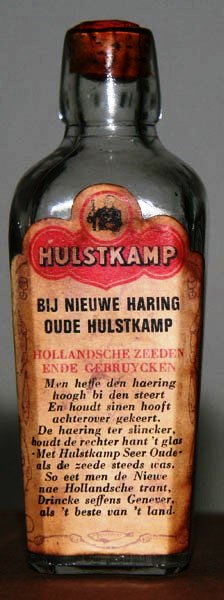 HULSTKAMP
BIJ NIEUWE HARING
OUDE HULSTKAMP
HOLLANDSCHE ZEEDEN
ENDE GEBRUYCKEN
Men heffe den haering
hoogh bi den steert
En houdt sinen hooft
achterover gekeert.
De haering ter slincker,
houdt de rechter hant 't glas
-Met Hulstkamp Seer Oude-
als de zeede steeds was.
So eet men de Nieuwe
nae Hollandsche trant,
Drincke seffens Genever,
als 't beste van 't land.